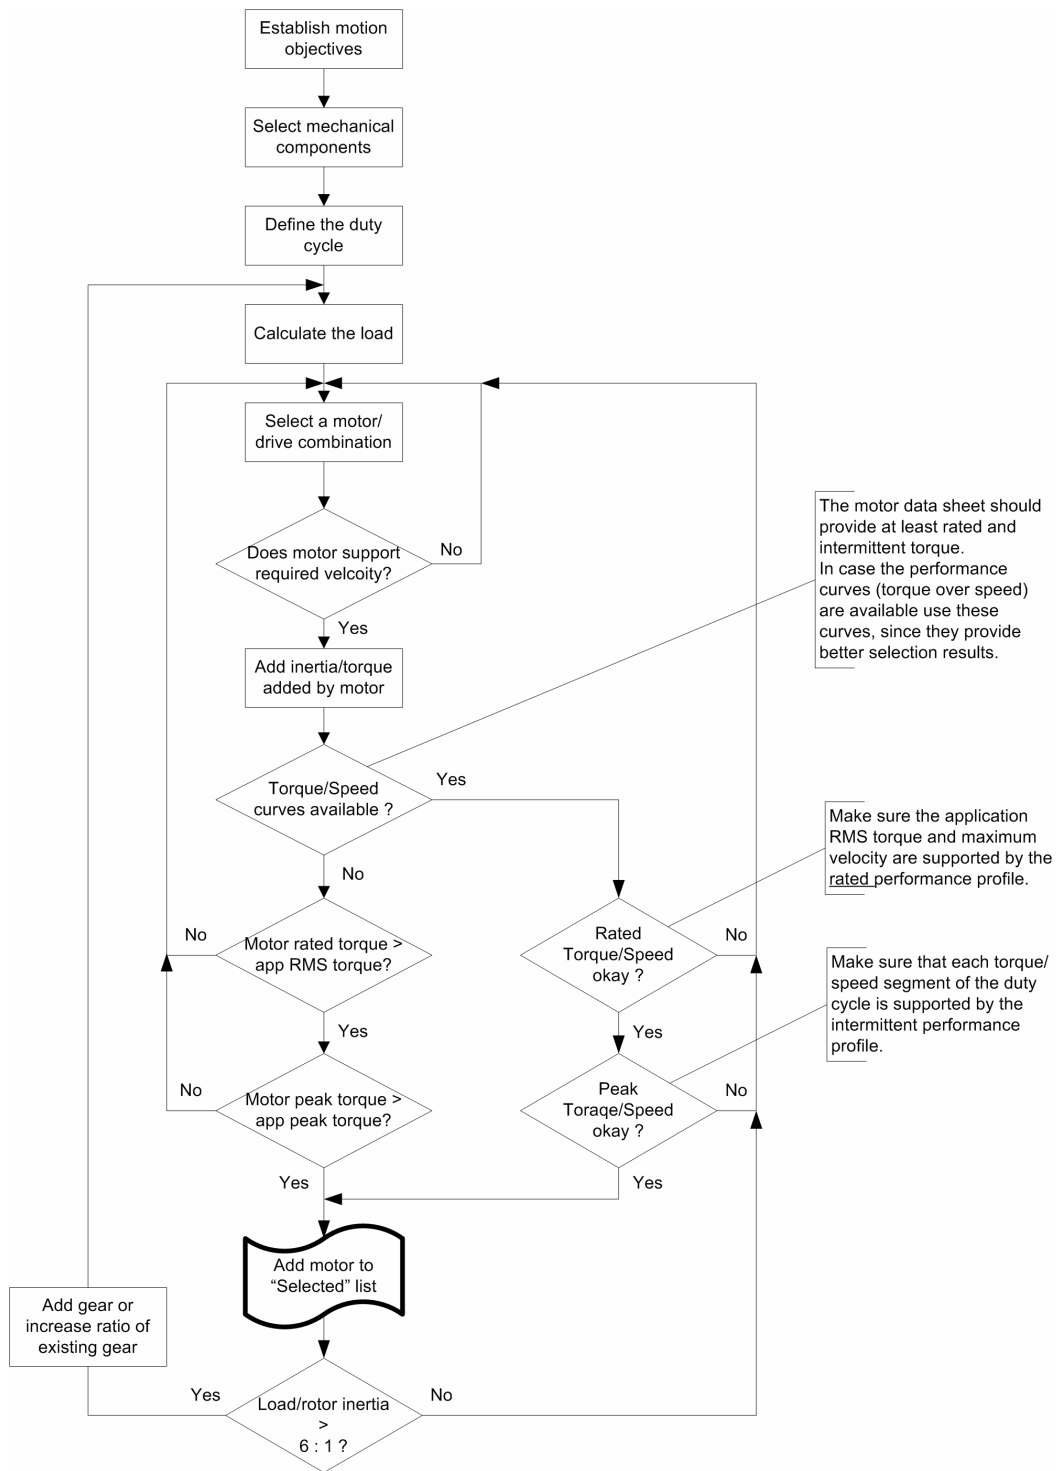 Establish motion
objectives
Select mechanical
components
Define the duty
cycle
Calculate the load
Select a motor/
drive combination
Does motor support
required velcoity?
No
Yes
The motor data sheet should
provide at least rated and
intermittent torque.
In case the performance
curves (torque over speed)
are available use these
curves, since they provide
better selection results.
Add inertia/torque
added by motor
Torque/Speed
curves available ?
Yes
No
Make sure the application
RMS torque and maximum
velocity are supported by the
rated performance profile.
No
Motor rated torque >
app RMS torque?
Yes
Rated
Torque/Speed
okay ?
No
Yes
Make sure that each torque/
speed segment of the duty
cycle is supported by the
intermittent performance
profile.
No
Motor peak torque >
app peak torque?
Yes
Peak
Toraqe/Speed
okay ?
No
Yes
Add motor to
“Selected” list
Add gear or
increase ratio of
existing gear
Yes
Load/rotor inertia
>
6 : 1 ?
No